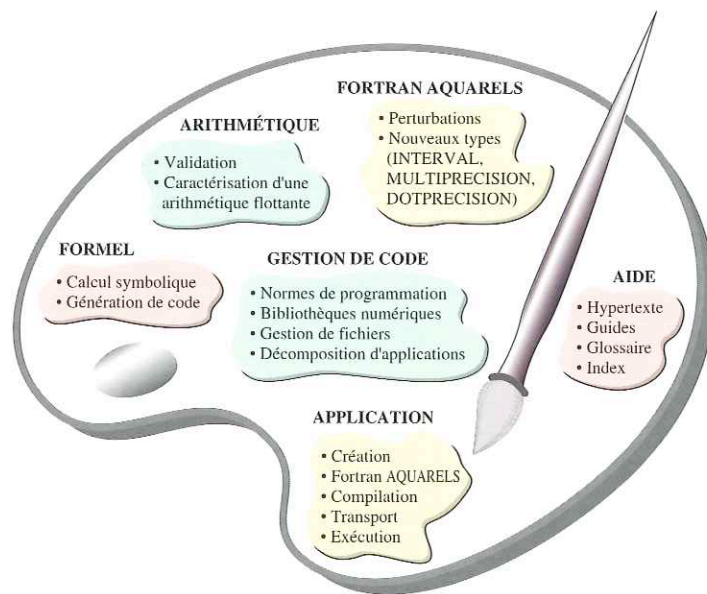 FORTRAN AQUARELS
• Perturbations
• Nouveaux types
(INTERVAL,
MULTIPRECISION,
DOTPRECISION)
ARITHMÉTIQUE
• Validation
• Caractérisation d'une
arithmétique flottante
FORMEL
• Calcul symbolique
• Génération de code
GESTION DE CODE
• Normes de programmation
• Bibliothèques numériques
• Gestion de fichiers
• Décomposition d'applications
AIDE
• Hypertexte
• Guides
• Glossaire
• Index
APPLICATION
• Création
• Fortran AQUARELS
• Compilation
• Transport
• Exécution